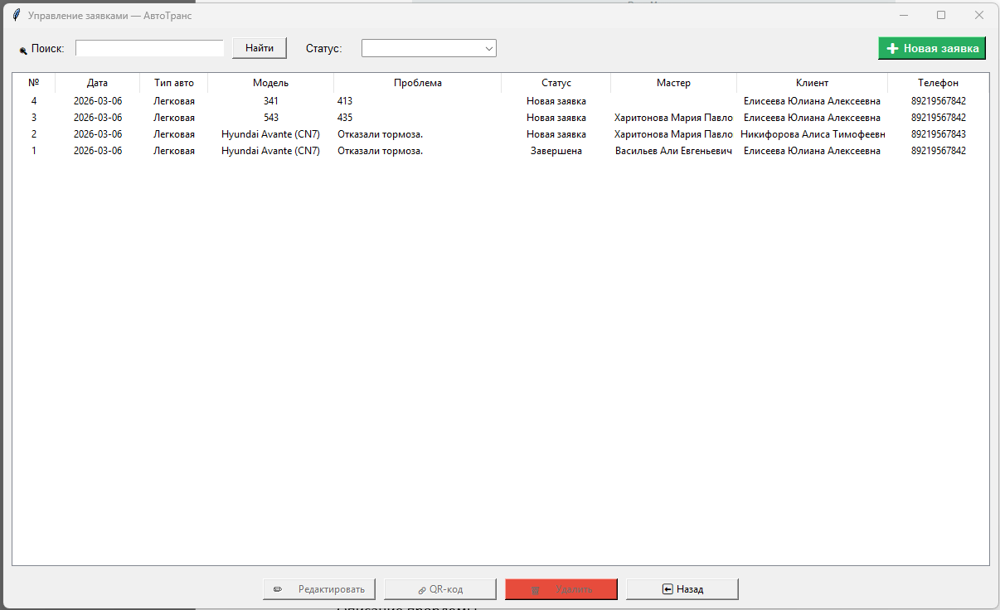 Управление заявками — АвтоТранс
Поиск: Найти Статус: Новая заявка
№ Дата Тип авто Модель Проблема Статус Мастер Клиент Телефон
4 2026-03-06 Легковая 341 413 Новая заявка Елисеева Юлиана Алексеевна 89219567842
3 2026-03-06 Легковая 543 435 Новая заявка Харитонова Мария Павло Елисеева Юлиана Алексеевна 89219567842
2 2026-03-06 Легковая Hyundai Avante (CN7) Отказали тормоза. Новая заявка Харитонова Мария Павло Никифорова Алиса Тимофеевн 89219567843
1 2026-03-06 Легковая Hyundai Avante (CN7) Отказали тормоза. Завершена Васильев Али Евгеньевич Елисеева Юлиана Алексеевна 89219567842
Редактировать QR-код Удалить Назад